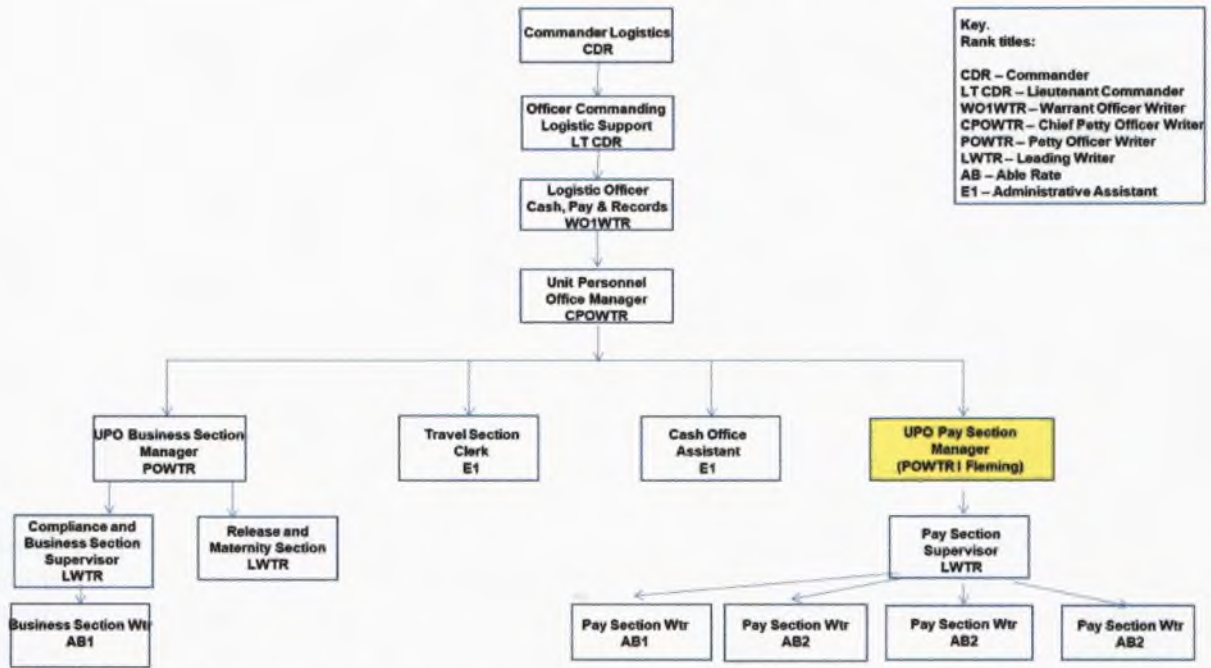 Commander Logistics
CDR
Key.
Rank titles:
CDR – Commander
LT CDR – Lieutenant Commander
WO1WTR – Warrant Officer Writer
CPOWTR – Chief Petty Officer Writer
POWTR – Petty Officer Writer
LWTR – Leading Writer
AB – Able Rate
E1 – Administrative Assistant
Officer Commanding
Logistic Support
LT CDR
Logistic Officer
Cash, Pay & Records
WO1WTR
Unit Personnel
Office Manager
CPOWTR
UPO Business Section
Manager
POWTR
Travel Section
Clerk
E1
Cash Office
Assistant
E1
UPO Pay Section
Manager
(POWTR I Fleming)
Compliance and
Business Section
Supervisor
LWTR
Release and
Maternity Section
LWTR
Pay Section
Supervisor
LWTR
Business Section Wtr
AB1
Pay Section Wtr
AB1
Pay Section Wtr
AB2
Pay Section Wtr
AB2
Pay Section Wtr
AB2